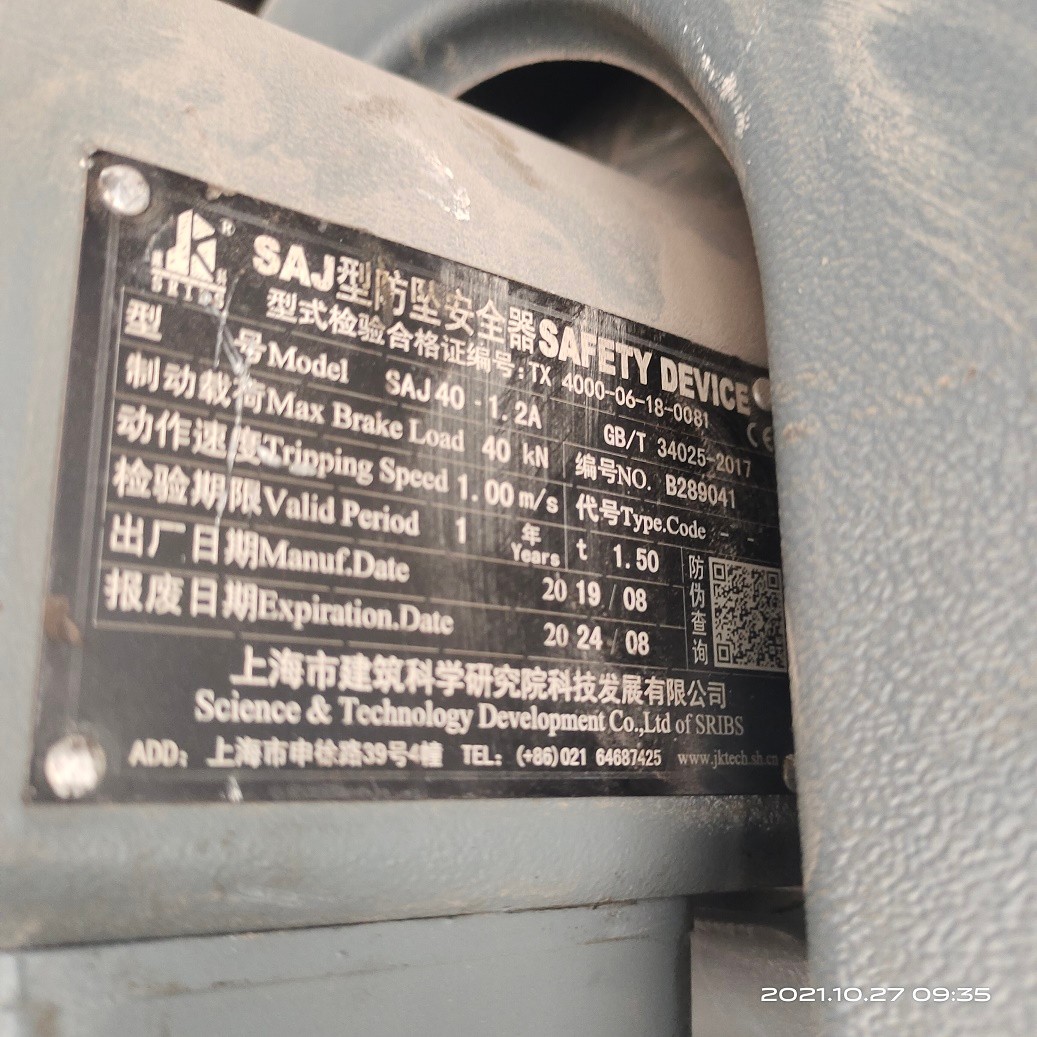 SRIBS
®
SAJ型防坠安全器SAFETY DEVICE
型式检验合格证编号:TX 4000-06-18-0081
型号Model SAJ40-1.2A GB/T 34025-2017 CE
制动载荷Max Brake Load 40 kN 编号NO. B289041
动作速度Tripping Speed 1.00 m/s 代号Type.Code - -
检验期限Valid Period 1 年 Years t 1.50
出厂日期Manuf.Date 2019/08
报废日期Expiration.Date 2024/08
防伪查询
上海市建筑科学研究院科技发展有限公司
Science & Technology Development Co.,Ltd of SRIBS
ADD: 上海市申徐路39号4幢 TEL: (+86)021 64687425 www.jktech.sh.cn
2021.10.27 09:35